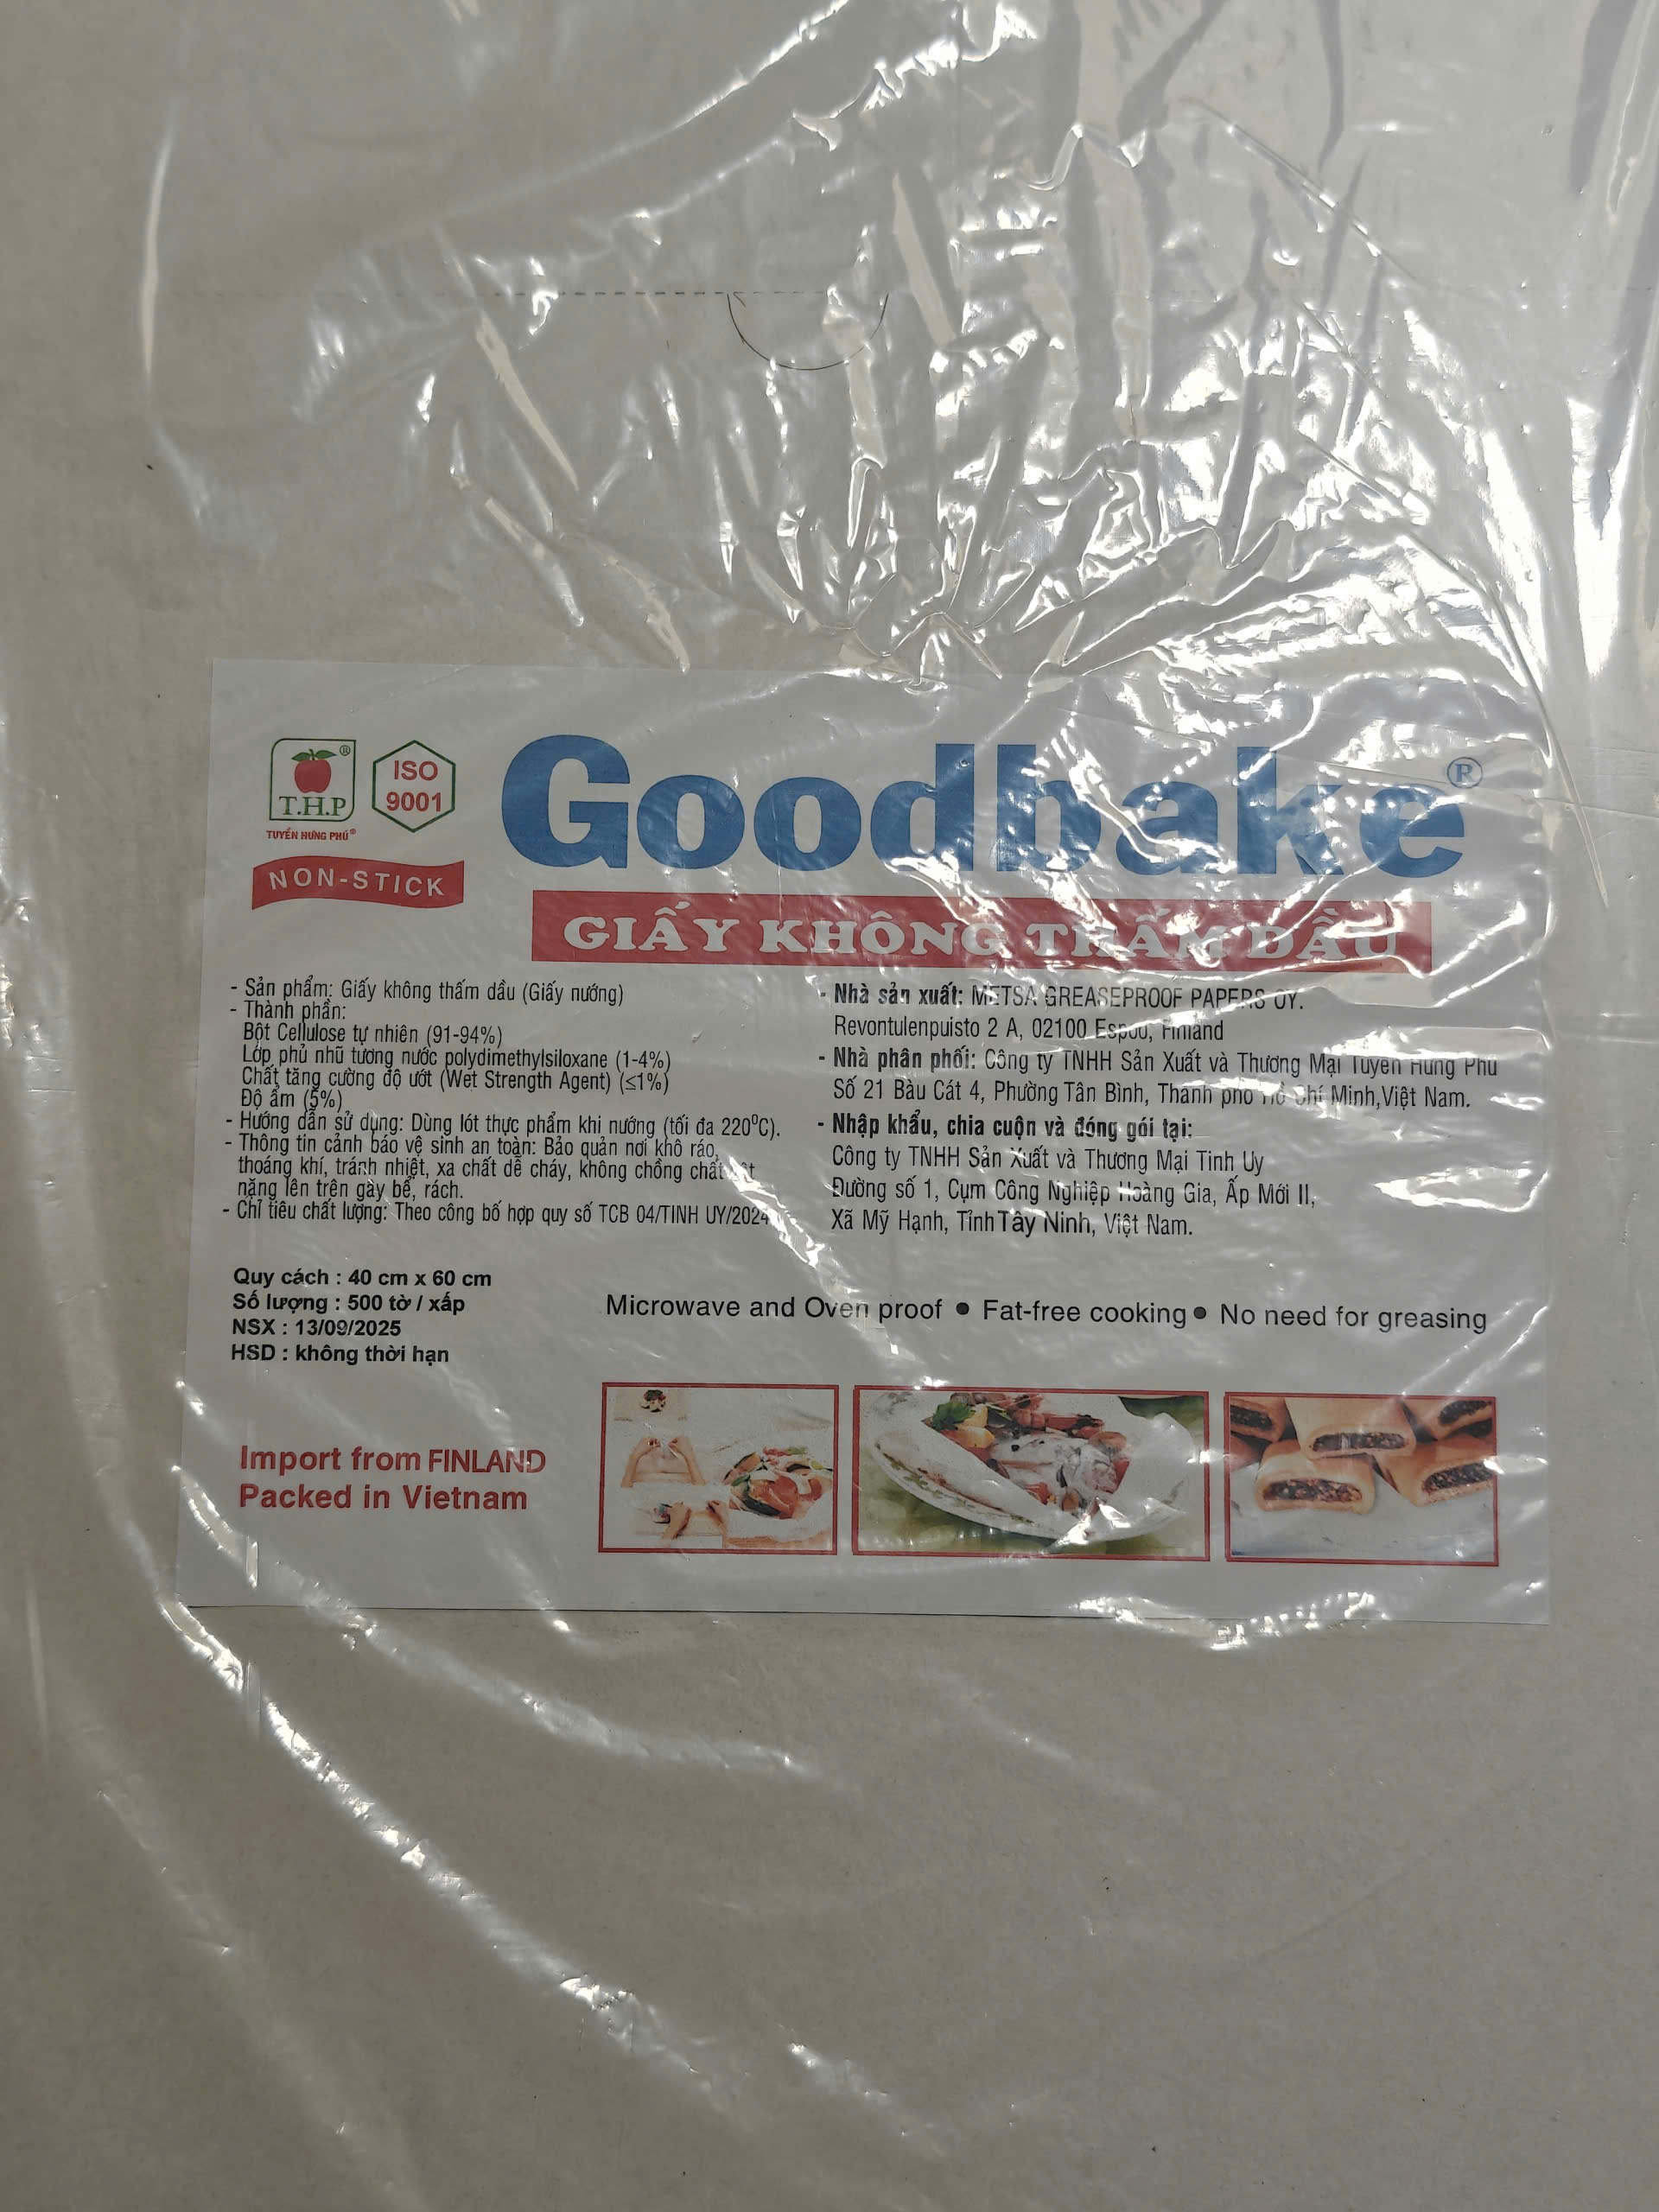 T.H.P ®
TUYỀN HƯNG PHÚ®
ISO
9001
NON-STICK
Goodbake®
GIẤY KHÔNG THẤM DẦU
- Sản phẩm: Giấy không thấm dầu (Giấy nướng)
- Thành phần:
Bột Cellulose tự nhiên (91-94%)
Lớp phủ nhũ tương nước polydimethylsiloxane (1-4%)
Chất tăng cường độ ướt (Wet Strength Agent) (≤1%)
Độ ẩm (5%)
- Hướng dẫn sử dụng: Dùng lót thực phẩm khi nướng (tối đa 220⁰C).
- Thông tin cảnh báo vệ sinh an toàn: Bảo quản nơi khô ráo,
thoáng khí, tránh nhiệt, xa chất dễ cháy, không chồng chất
nặng lên trên gây bể, rách.
- Chỉ tiêu chất lượng: Theo công bố hợp quy số TCB 04/TINH UY/2024
- Nhà sản xuất: METSA GREASEPROOF PAPERS OY.
Revontulenpuisto 2 A, 02100 Espoo, Finland
- Nhà phân phối: Công ty TNHH Sản Xuất và Thương Mại Tuyền Hưng Phú
Số 21 Bàu Cát 4, Phường Tân Bình, Thành phố Hồ Chí Minh,Việt Nam.
- Nhập khẩu, chia cuộn và đóng gói tại:
Công ty TNHH Sản Xuất và Thương Mại Tinh Uy
Đường số 1, Cụm Công Nghiệp Hoàng Gia, Ấp Mới II,
Xã Mỹ Hạnh, Tỉnh Tây Ninh, Việt Nam.
Quy cách : 40 cm x 60 cm
Số lượng : 500 tờ / xấp
NSX : 13/09/2025
HSD : không thời hạn
Microwave and Oven proof ● Fat-free cooking ● No need for greasing
Import from FINLAND
Packed in Vietnam